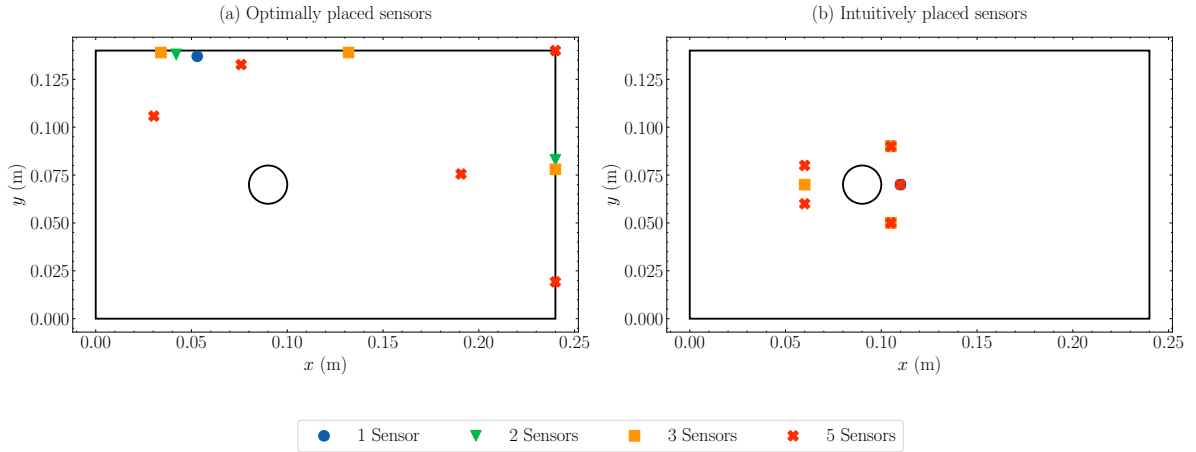 (a) Optimally placed sensors
(b) Intuitively placed sensors
0.125
0.100
0.075
0.050
0.025
0.000
y (m)
0.00 0.05 0.10 0.15 0.20 0.25
x (m)
0.125
0.100
0.075
0.050
0.025
0.000
y (m)
0.00 0.05 0.10 0.15 0.20 0.25
x (m)
1 Sensor 2 Sensors 3 Sensors 5 Sensors